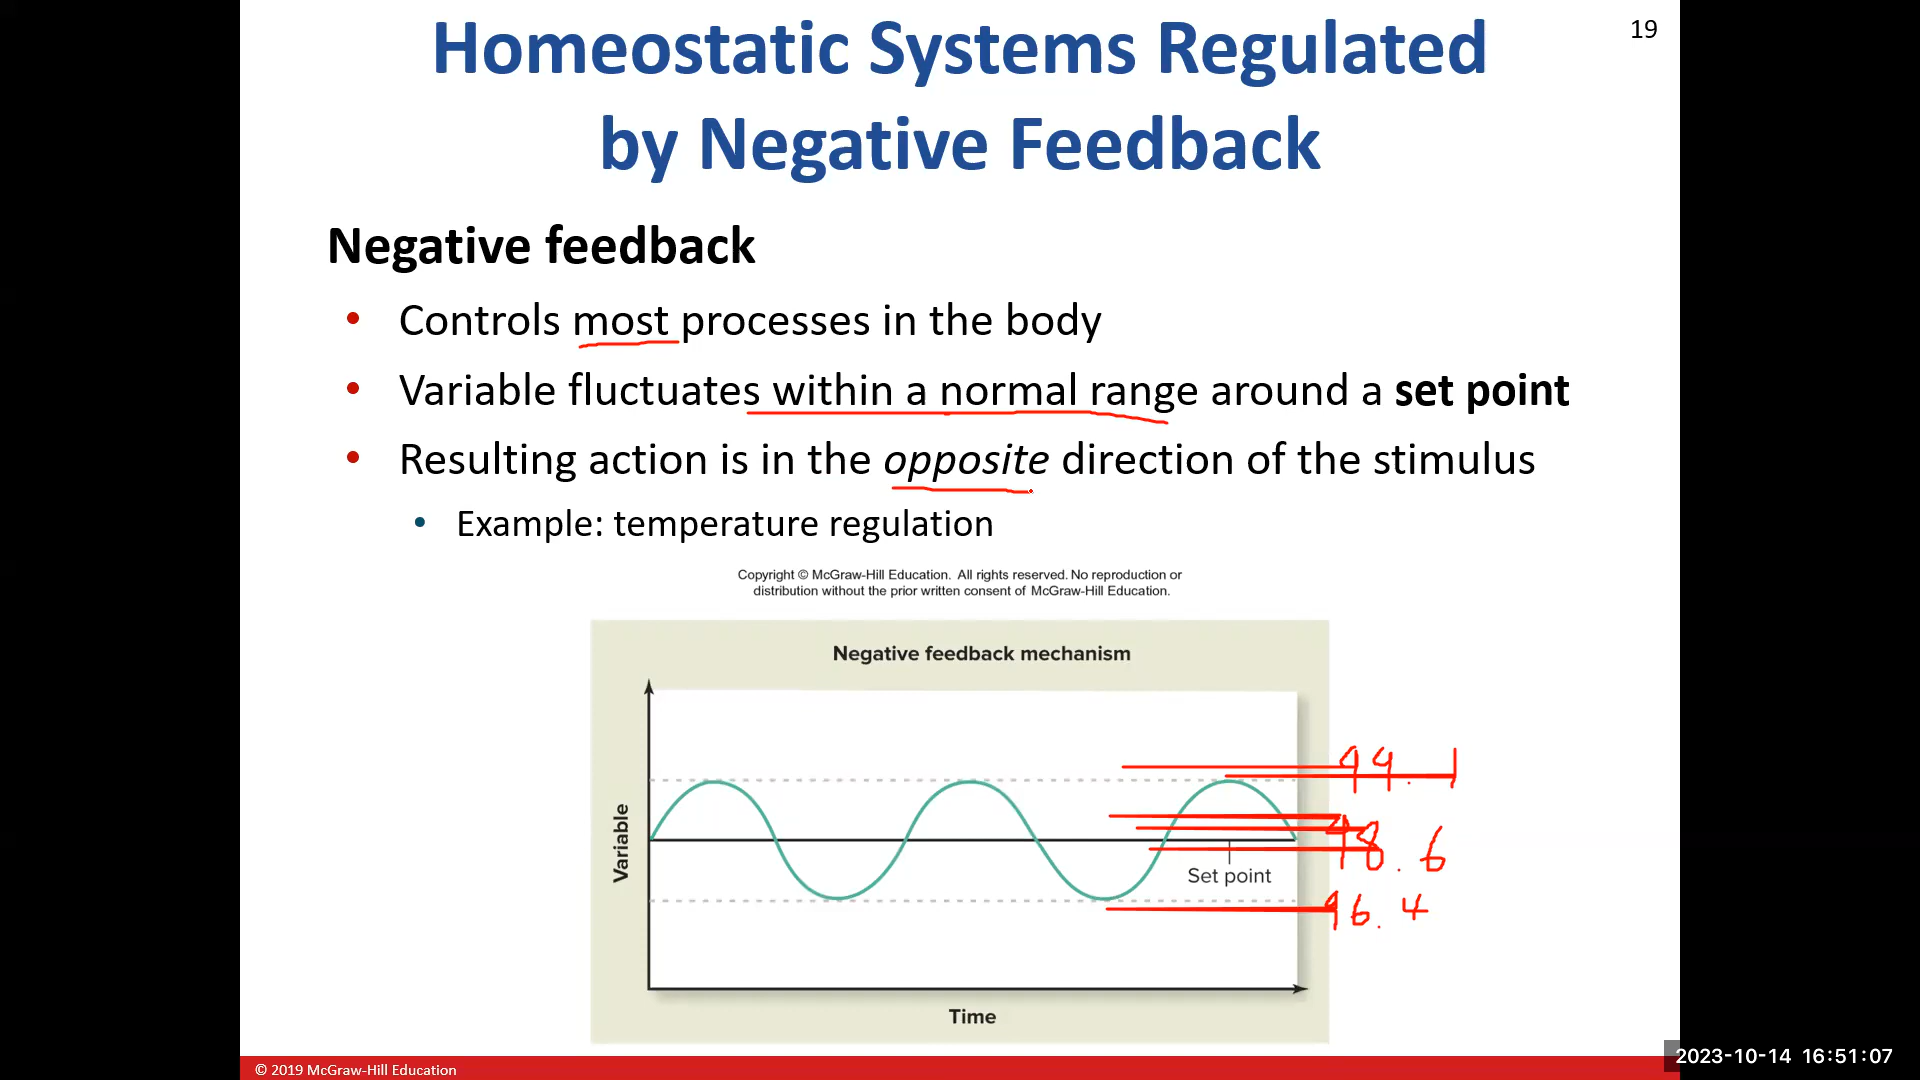 19
Homeostatic Systems Regulated
by Negative Feedback
Negative feedback
• Controls most processes in the body
• Variable fluctuates within a normal range around a set point
• Resulting action is in the opposite direction of the stimulus
• Example: temperature regulation
Copyright © McGraw-Hill Education. All rights reserved. No reproduction or
distribution without the prior written consent of McGraw-Hill Education.
Negative feedback mechanism
99.1
Variable
98.6
Set point
96.4
Time
© 2019 McGraw-Hill Education
2023-10-14 16:51:07